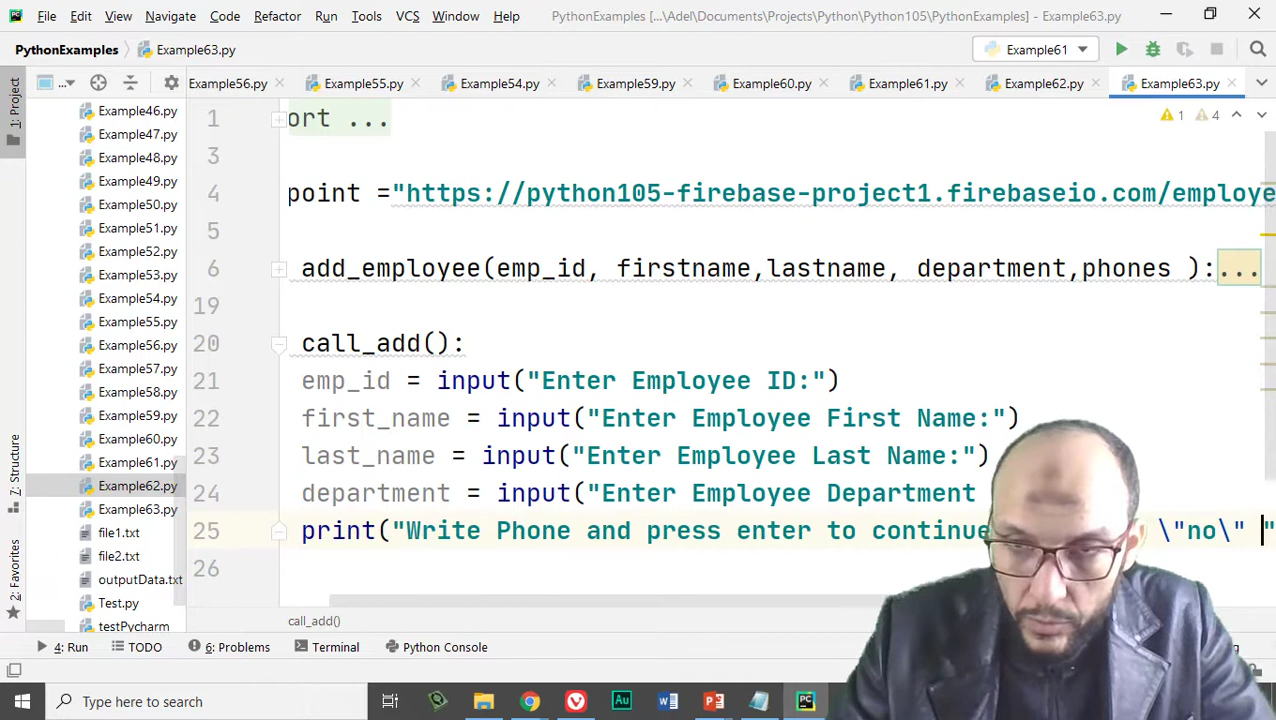 File Edit View Navigate Code Refactor Run Tools VCS Window Help PythonExamples [...\Adel\Documents\Projects\Python\Python105\PythonExamples] - Example63.py
PythonExamples Example63.py Example61
1: Project
... Example56.py Example55.py Example54.py Example59.py Example60.py Example61.py Example62.py Example63.py
Example46.py
Example47.py
Example48.py
Example49.py
Example50.py
Example51.py
Example52.py
Example53.py
Example54.py
Example55.py
Example56.py
Example57.py
Example58.py
Example59.py
Example60.py
Example61.py
Example62.py
Example63.py
file1.txt
file2.txt
outputData.txt
Test.py
testPycharm
Z: Structure
2: Favorites
1 ort ...
1 4
3
4 point ="https://python105-firebase-project1.firebaseio.com/employe
5
6 add_employee(emp_id, firstname,lastname, department,phones ):...
19
20 call_add():
21 emp_id = input("Enter Employee ID:")
22 first_name = input("Enter Employee First Name:")
23 last_name = input("Enter Employee Last Name:")
24 department = input("Enter Employee Department
25 print("Write Phone and press enter to continue \"no\" "
26
call_add()
4: Run TODO 6: Problems Terminal Python Console
Type here to search